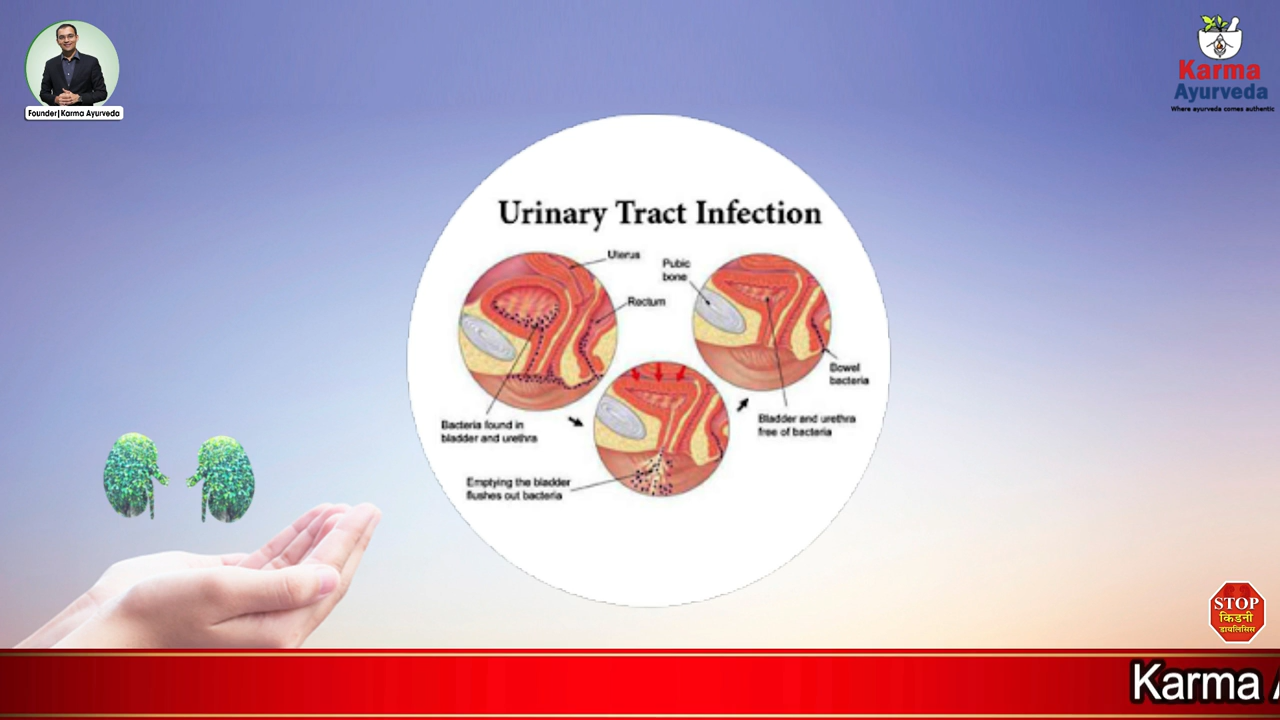 Founder|Karma Ayurveda
Karma
Ayurveda
Where ayurveda comes authentic
Urinary Tract Infection
Uterus
Pubic
bone
Rectum
Bowel
bacteria
Bacteria found in
bladder and urethra
Bladder and urethra
free of bacteria
Emptying the bladder
flushes out bacteria
STOP
किडनी
डायलिसिस
Karma